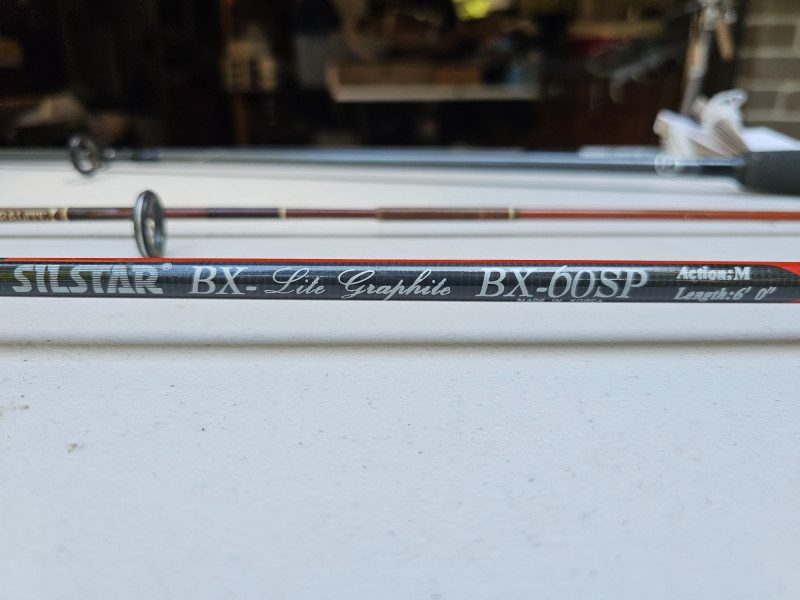 SILSTAR® BX- Lite Graphite BX-60SP
MADE IN KOREA
Action: M
Length: 6' 0"